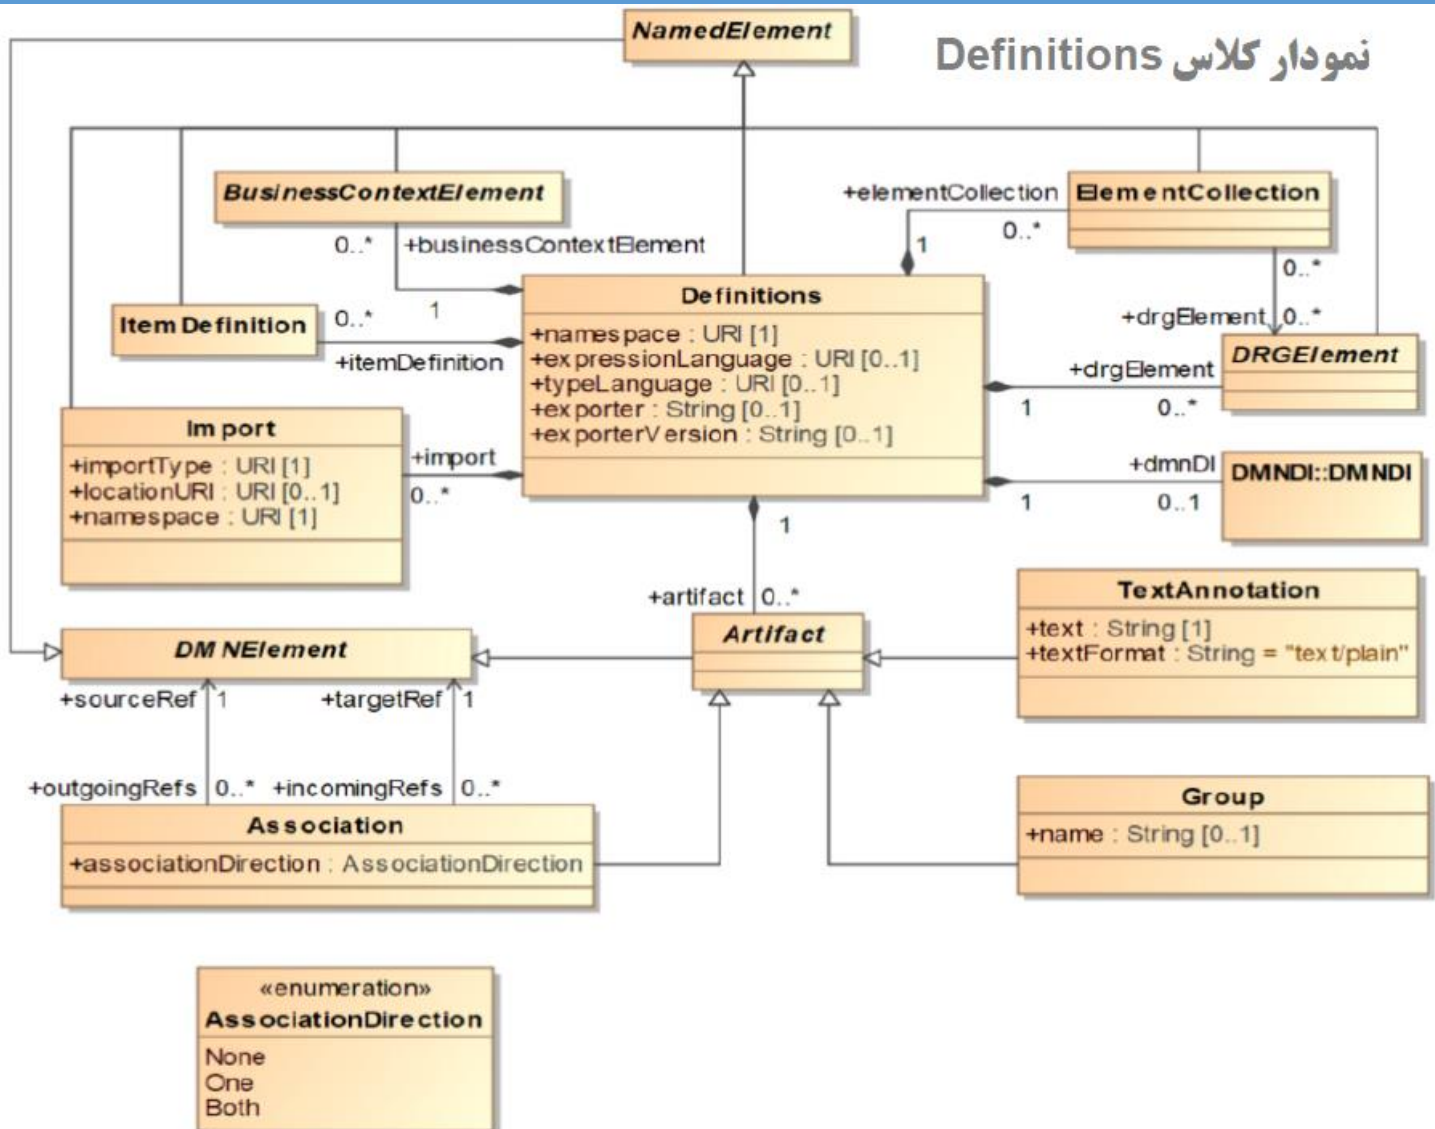 NamedElement
نمودار کلاس Definitions
BusinessContextElement
0..* +businessContextElement
1
+elementCollection
0..*
1
ElementCollection
0..*
+drgElement 0..*
ItemDefinition
0..*
+itemDefinition
Definitions
+namespace : URI [1]
+expressionLanguage : URI [0..1]
+typeLanguage : URI [0..1]
+exporter : String [0..1]
+exporterVersion : String [0..1]
DRGElement
+drgElement
1 0..*
Import
+importType : URI [1]
+locationURI : URI [0..1]
+namespace : URI [1]
+import
0..*
+dmnDI
1 0..1
DMNDI::DMNDI
1
+artifact 0..*
TextAnnotation
+text : String [1]
+textFormat : String = "text/plain"
DMNElement
Artifact
+sourceRef 1 +targetRef 1
+outgoingRefs 0..* +incomingRefs 0..*
Association
+associationDirection : AssociationDirection
Group
+name : String [0..1]
«enumeration»
AssociationDirection
None
One
Both